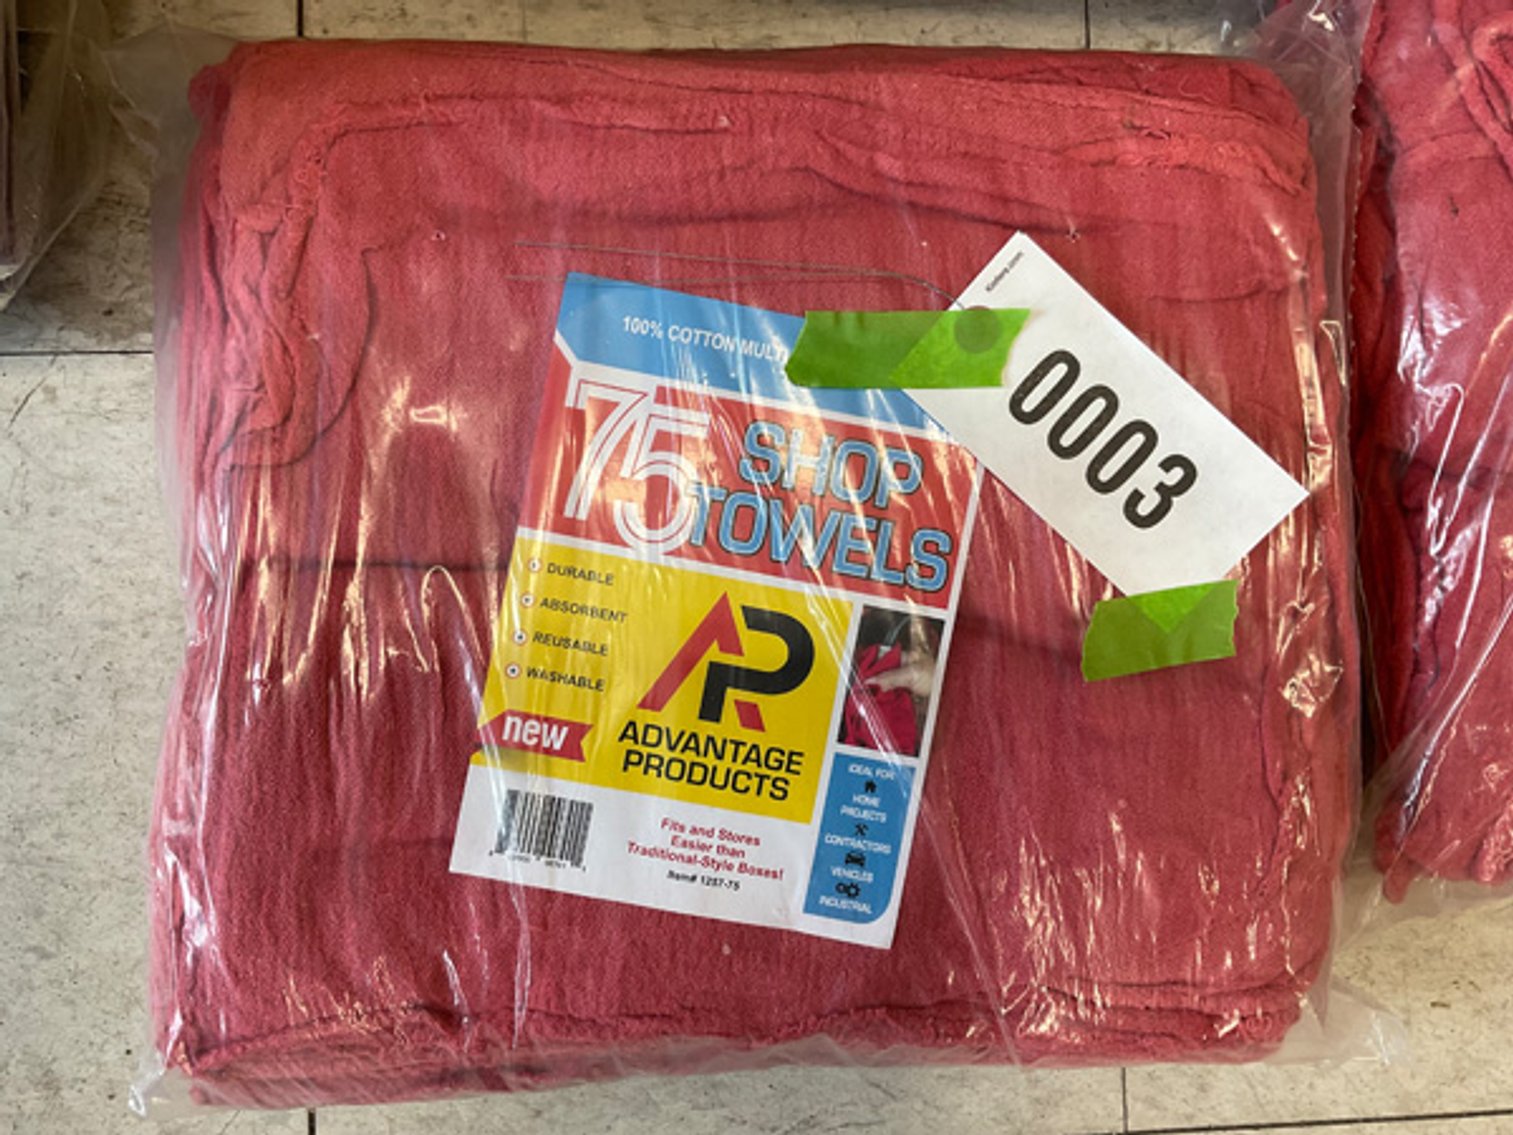 100% COTTON MULTI
75 SHOP
TOWELS
DURABLE
ABSORBENT
REUSABLE
WASHABLE
new
AP
ADVANTAGE
PRODUCTS
IDEAL FOR
HOME
PROJECTS
CONTRACTORS
VEHICLES
INDUSTRIAL
Fits and Stores
Easier than
Traditional-Style Boxes!
Item# 1257-75
0003